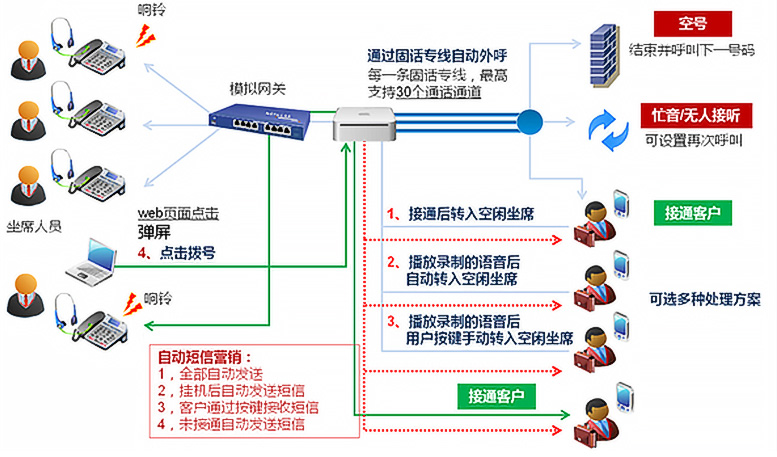 响铃
模拟网关
通过固话专线自动外呼
每一条固话专线，最高
支持30个通话通道
空号
结束并呼叫下一号码
忙音/无人接听
可设置再次呼叫
坐席人员
web页面点击
弹屏
4、点击拨号
响铃
1、接通后转入空闲坐席
2、播放录制的语音后
自动转入空闲坐席
3、播放录制的语音后
用户按键手动转入空闲坐席
接通客户
可选多种处理方案
自动短信营销：
1，全部自动发送
2，挂机后自动发送短信
3，客户通过按键接收短信
4，未接通自动发送短信
接通客户